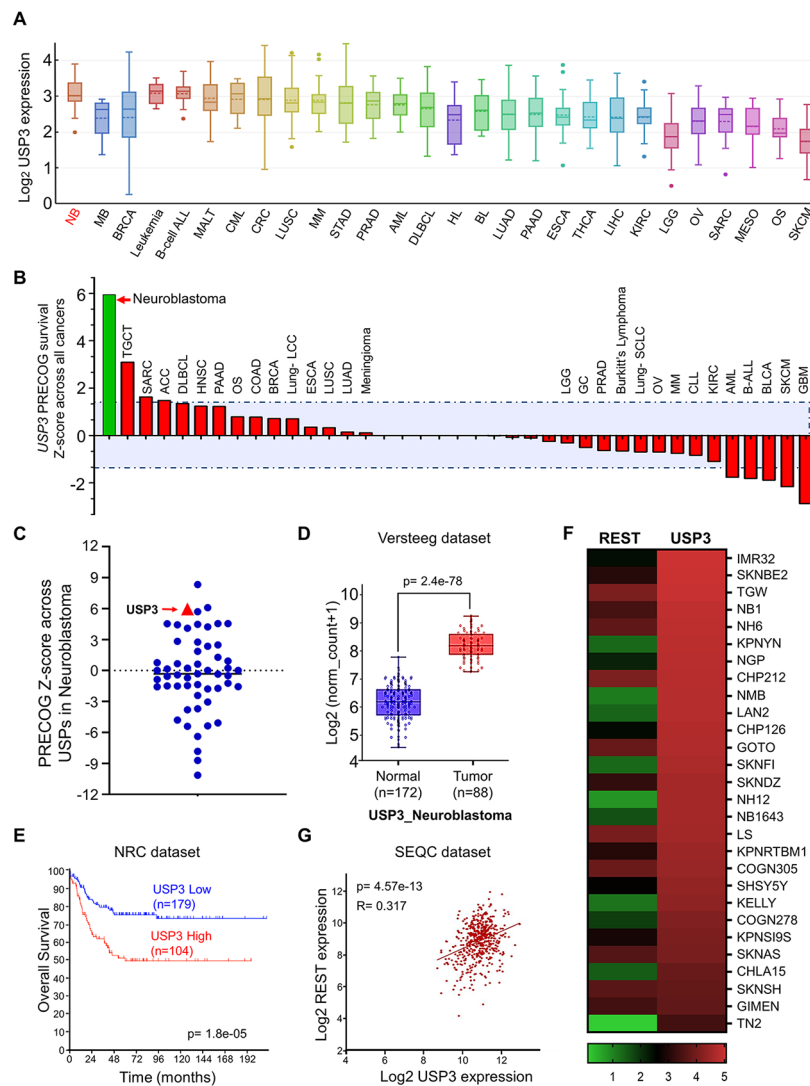 A
Log2 USP3 expression
4
3
2
1
0
NB
MB
BRCA
Leukemia
B-cell ALL
MALT
CML
CRC
LUSC
MM
STAD
PRAD
AML
DLBCL
HL
BL
LUAD
PAAD
ESCA
THCA
LIHC
KIRC
LGG
OV
SARC
MESO
OS
SKCM
B
USP3 PRECOG survival
Z-score across all cancers
6
4
2
0
-2
Neuroblastoma
TGCT
SARC
ACC
DLBCL
HNSC
PAAD
OS
COAD
BRCA
Lung- LCC
ESCA
LUSC
LUAD
Meningioma
LGG
GC
PRAD
Burkitt's Lymphoma
Lung- SCLC
OV
MM
CLL
KIRC
AML
B-ALL
BLCA
SKCM
GBM
C
PRECOG Z-score across
USPs in Neuroblastoma
12
9
6
3
0
-3
-6
-9
-12
USP3
D
Versteeg dataset
p= 2.4e-78
Log2 (norm_count+1)
10
9
8
7
6
5
4
Normal
(n=172)
Tumor
(n=88)
USP3_Neuroblastoma
E
NRC dataset
Overall Survival
100
90
80
70
60
50
40
30
20
10
0
USP3 Low
(n=179)
USP3 High
(n=104)
p= 1.8e-05
0 24 48 72 96 120 144 168 192
Time (months)
G
SEQC dataset
p= 4.57e-13
R= 0.317
Log2 REST expression
12
10
8
6
4
2
4 4 6 8 10 12
Log2 USP3 expression
F
REST USP3
IMR32
SKNBE2
TGW
NB1
NH6
KPNYN
NGP
CHP212
NMB
LAN2
CHP126
GOTO
SKNFI
SKNDZ
NH12
NB1643
LS
KPNRTBM1
COGN305
SHSY5Y
KELLY
COGN278
KPNSI9S
SKNAS
CHLA15
SKNSH
GIMEN
TN2
1 2 3 4 5